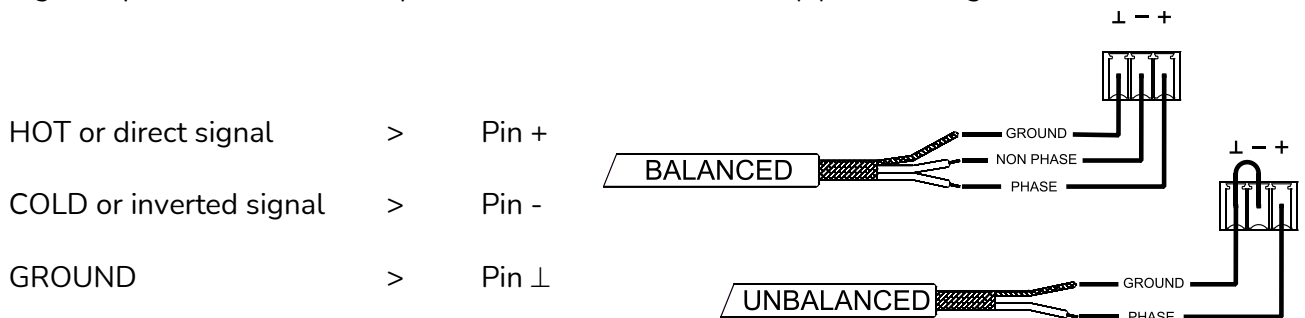 ⊥ − +
HOT or direct signal > Pin +
COLD or inverted signal > Pin -
GROUND > Pin ⊥
GROUND
NON PHASE
PHASE
BALANCED
⊥ − +
GROUND
PHASE
UNBALANCED